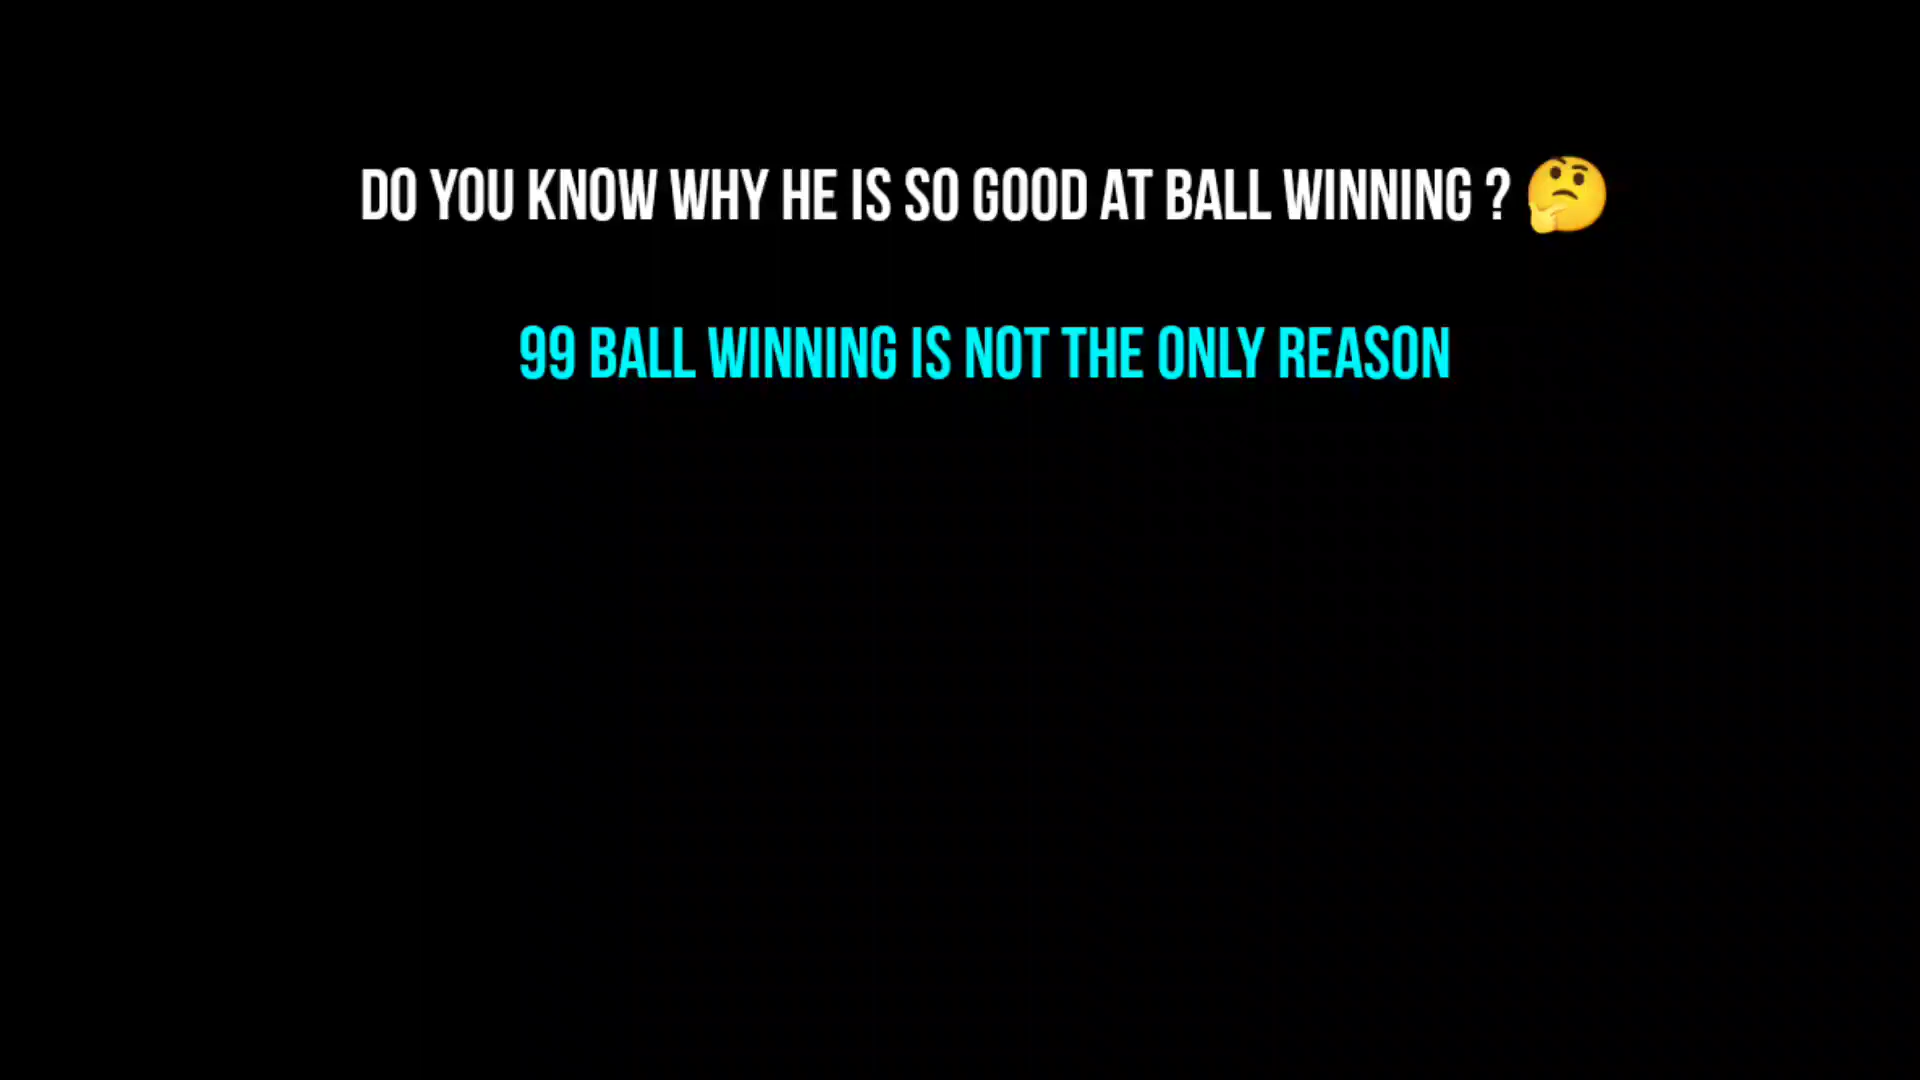 DO YOU KNOW WHY HE IS SO GOOD AT BALL WINNING ? 🤔
99 BALL WINNING IS NOT THE ONLY REASON